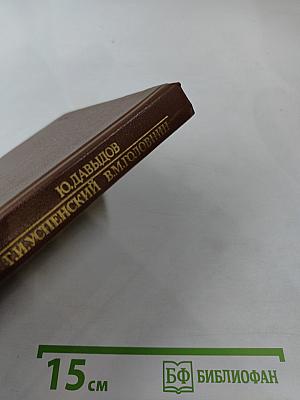 Ю.ДАВЫДОВ
Г.И.УСПЕНСКИЙ В.М.ГОЛОВНИН
15 см
БФ БИБЛИОФАН